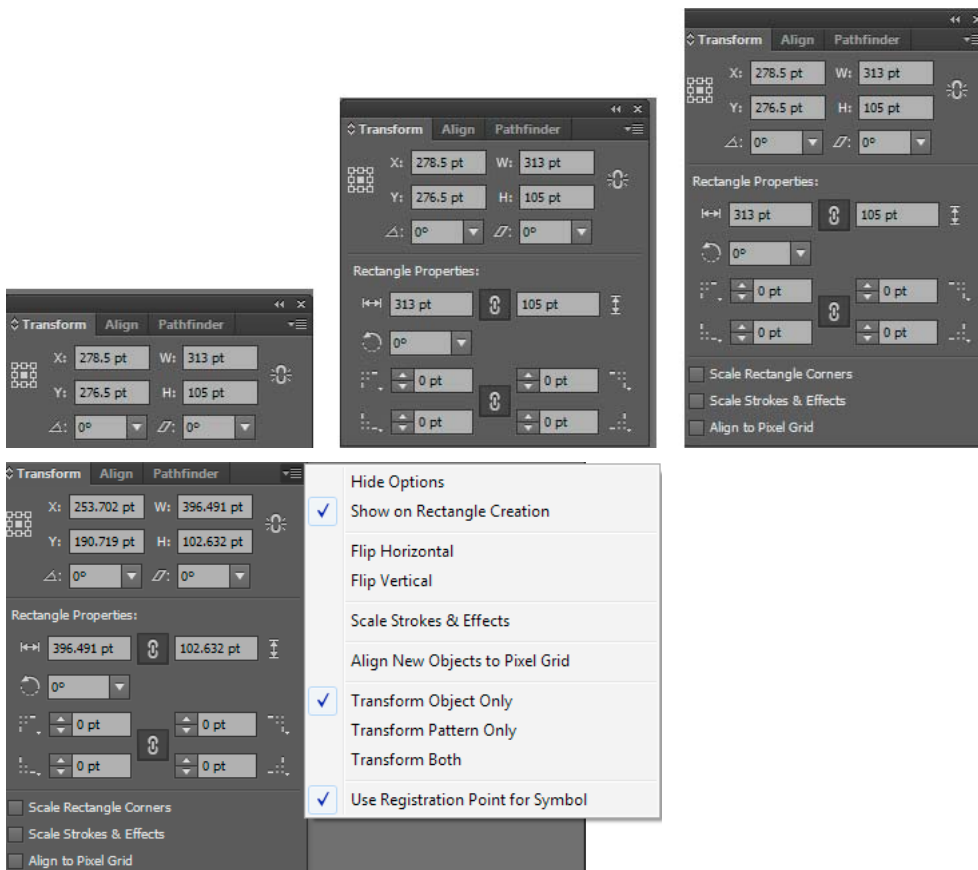 Transform Align Pathfinder
X: 278.5 pt W: 313 pt
Y: 276.5 pt H: 105 pt
0° 0°
Transform Align Pathfinder
X: 278.5 pt W: 313 pt
Y: 276.5 pt H: 105 pt
0° 0°
Rectangle Properties:
313 pt 105 pt
0°
0 pt 0 pt
0 pt 0 pt
Transform Align Pathfinder
X: 278.5 pt W: 313 pt
Y: 276.5 pt H: 105 pt
0° 0°
Rectangle Properties:
313 pt 105 pt
0°
0 pt 0 pt
0 pt 0 pt
Scale Rectangle Corners
Scale Strokes & Effects
Align to Pixel Grid
Transform Align Pathfinder
X: 253.702 pt W: 396.491 pt
Y: 190.719 pt H: 102.632 pt
0° 0°
Rectangle Properties:
396.491 pt 102.632 pt
0°
0 pt 0 pt
0 pt 0 pt
Scale Rectangle Corners
Scale Strokes & Effects
Align to Pixel Grid
Hide Options
Show on Rectangle Creation
Flip Horizontal
Flip Vertical
Scale Strokes & Effects
Align New Objects to Pixel Grid
Transform Object Only
Transform Pattern Only
Transform Both
Use Registration Point for Symbol